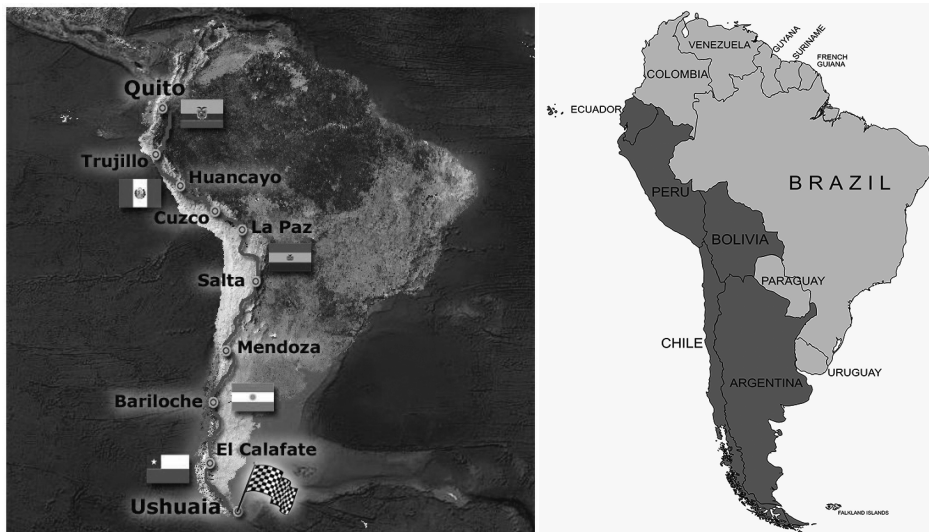 Quito
Trujillo
Huancayo
Cuzco
La Paz
Salta
Mendoza
Bariloche
El Calafate
Ushuaia
VENEZUELA
GUYANA
SURINAME
FRENCH
GUIANA
COLOMBIA
ECUADOR
BRAZIL
PERU
BOLIVIA
PARAGUAY
CHILE
URUGUAY
ARGENTINA
FALKLAND ISLANDS